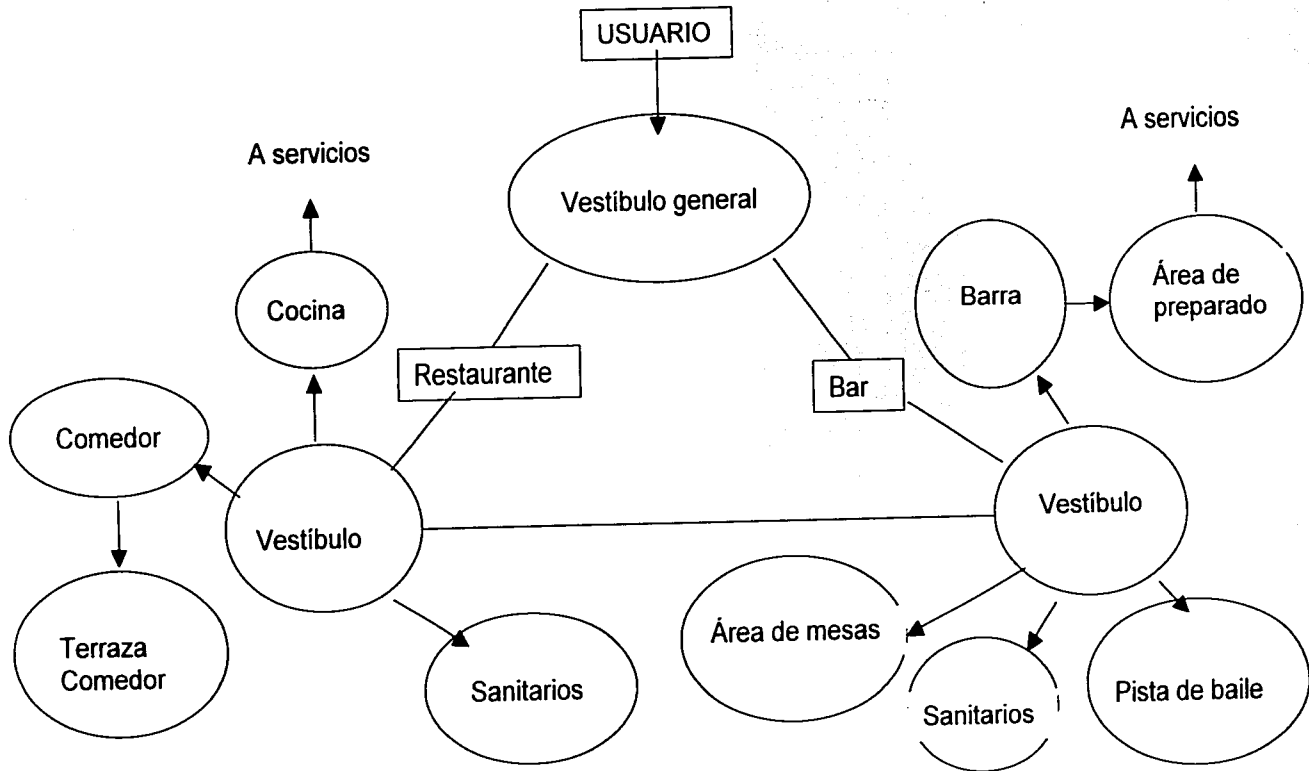 USUARIO
A servicios
A servicios
Vestíbulo general
Cocina
Barra
Área de
preparado
Restaurante
Bar
Comedor
Vestíbulo
Vestíbulo
Terraza
Comedor
Sanitarios
Área de mesas
Sanitarios
Pista de baile